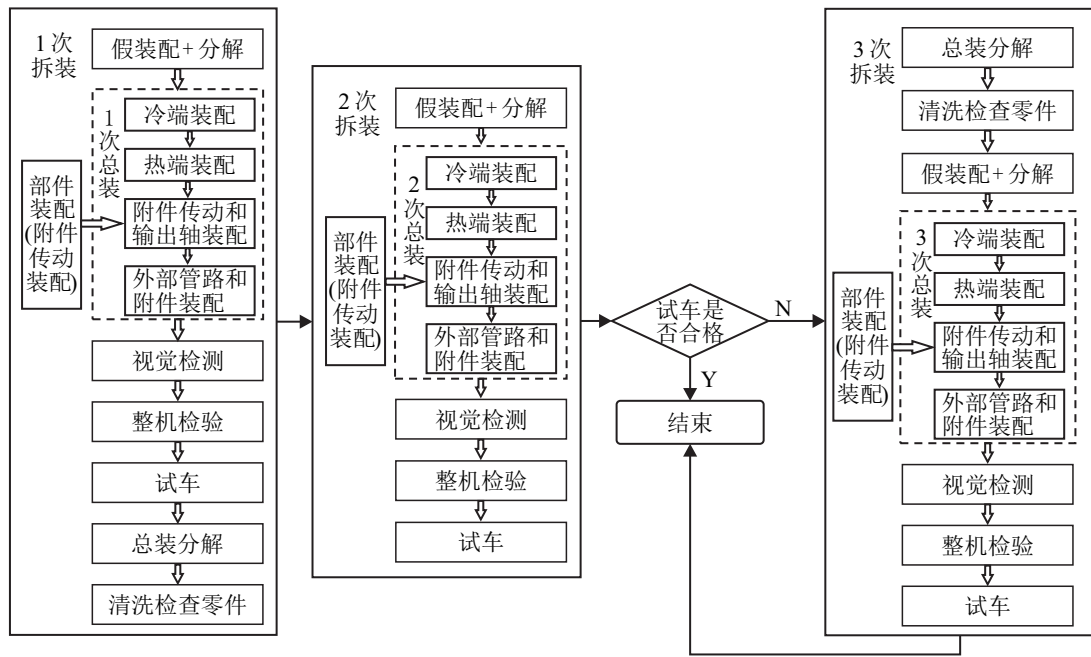 1次
拆装
假装配+分解
1次总装
冷端装配
热端装配
附件传动和
输出轴装配
外部管路和
附件装配
部件
装配
(附件
传动
装配)
视觉检测
整机检验
试车
总装分解
清洗检查零件
2次
拆装
假装配+分解
2次总装
冷端装配
热端装配
附件传动和
输出轴装配
外部管路和
附件装配
部件
装配
(附件
传动
装配)
视觉检测
整机检验
试车
试车是
否合格
N
Y
结束
3次
拆装
总装分解
清洗检查零件
假装配+分解
3次总装
冷端装配
热端装配
附件传动和
输出轴装配
外部管路和
附件装配
部件
装配
(附件
传动
装配)
视觉检测
整机检验
试车